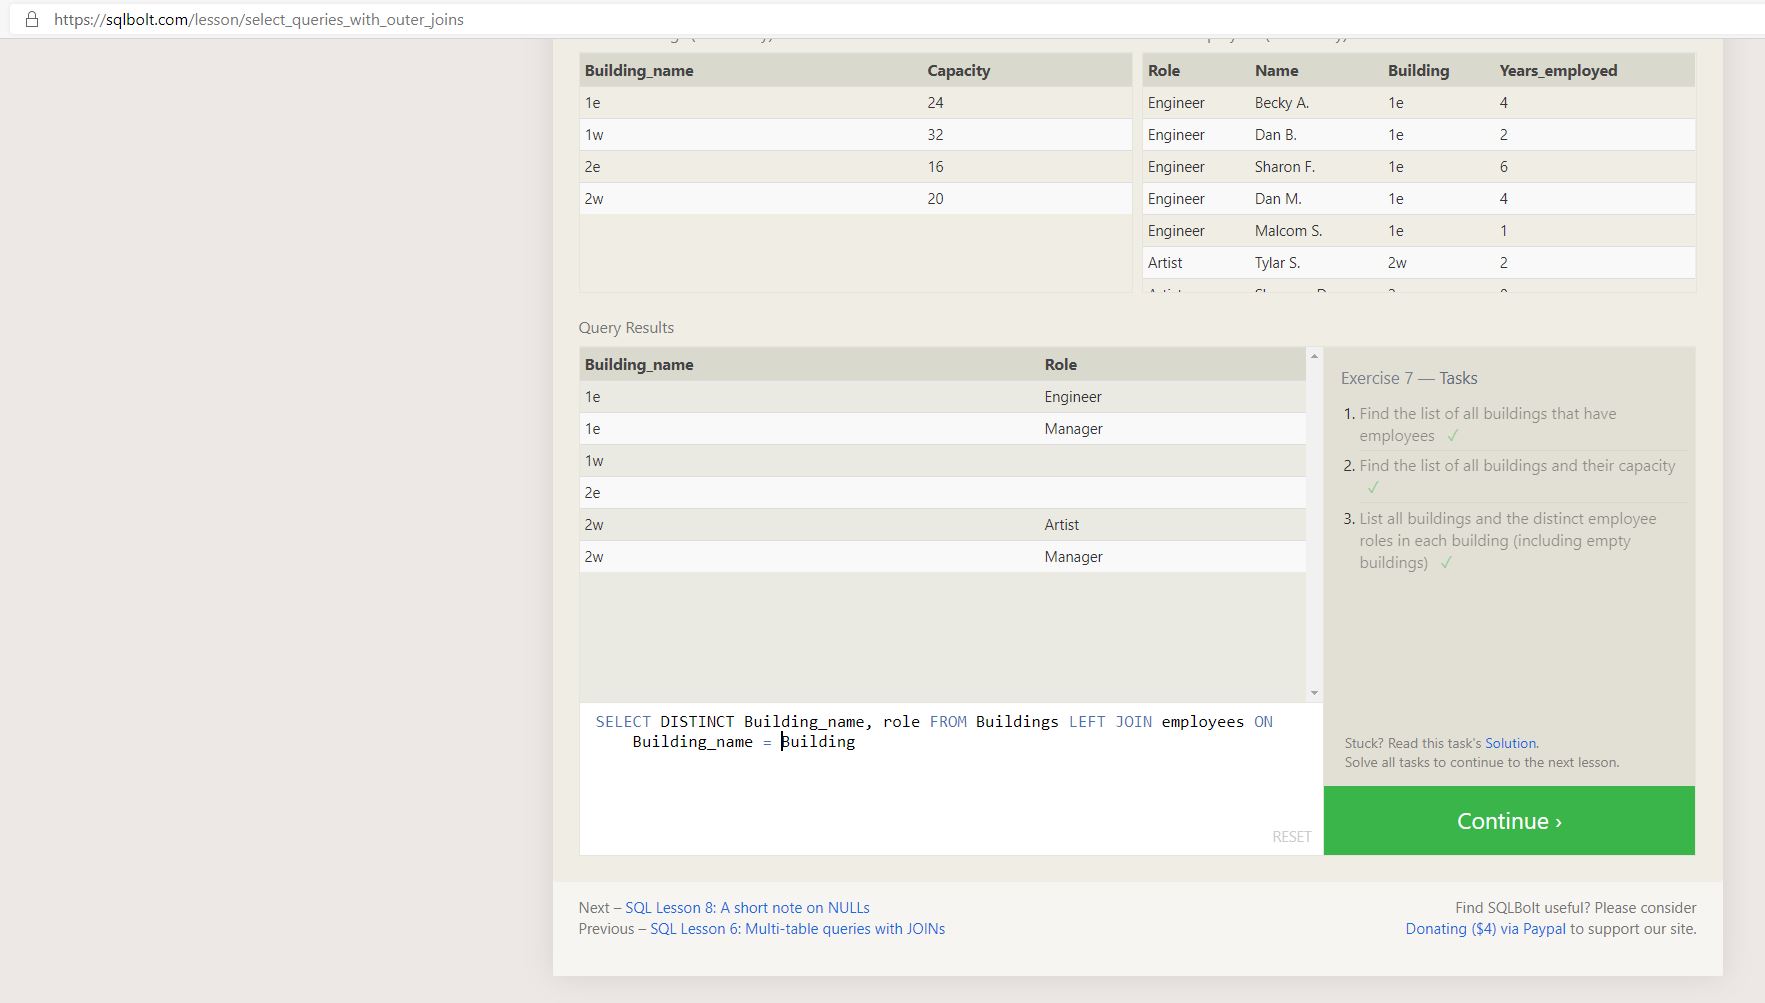 https://sqlbolt.com/lesson/select_queries_with_outer_joins
Building_name Capacity
1e 24
1w 32
2e 16
2w 20
Role Name Building Years_employed
Engineer Becky A. 1e 4
Engineer Dan B. 1e 2
Engineer Sharon F. 1e 6
Engineer Dan M. 1e 4
Engineer Malcom S. 1e 1
Artist Tylar S. 2w 2
Query Results
Building_name Role
1e Engineer
1e Manager
1w
2e
2w Artist
2w Manager
SELECT DISTINCT Building_name, role FROM Buildings LEFT JOIN employees ON
Building_name = Building
RESET
Exercise 7 — Tasks
1. Find the list of all buildings that have
employees ✓
2. Find the list of all buildings and their capacity
✓
3. List all buildings and the distinct employee
roles in each building (including empty
buildings) ✓
Stuck? Read this task's Solution.
Solve all tasks to continue to the next lesson.
Continue ›
Next – SQL Lesson 8: A short note on NULLs
Previous – SQL Lesson 6: Multi-table queries with JOINs
Find SQLBolt useful? Please consider
Donating ($4) via Paypal to support our site.